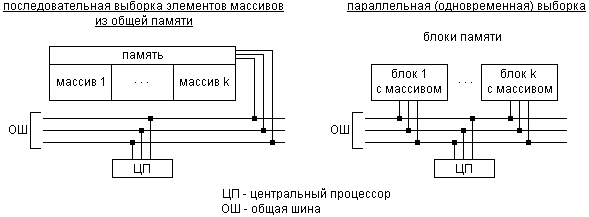 последовательная выборка элементов массивов
из общей памяти
память
массив 1 . . . массив k
ОШ
ЦП
параллельная (одновременная) выборка
блоки памяти
блок 1
с массивом
. . .
блок k
с массивом
ОШ
ЦП
ЦП - центральный процессор
ОШ - общая шина